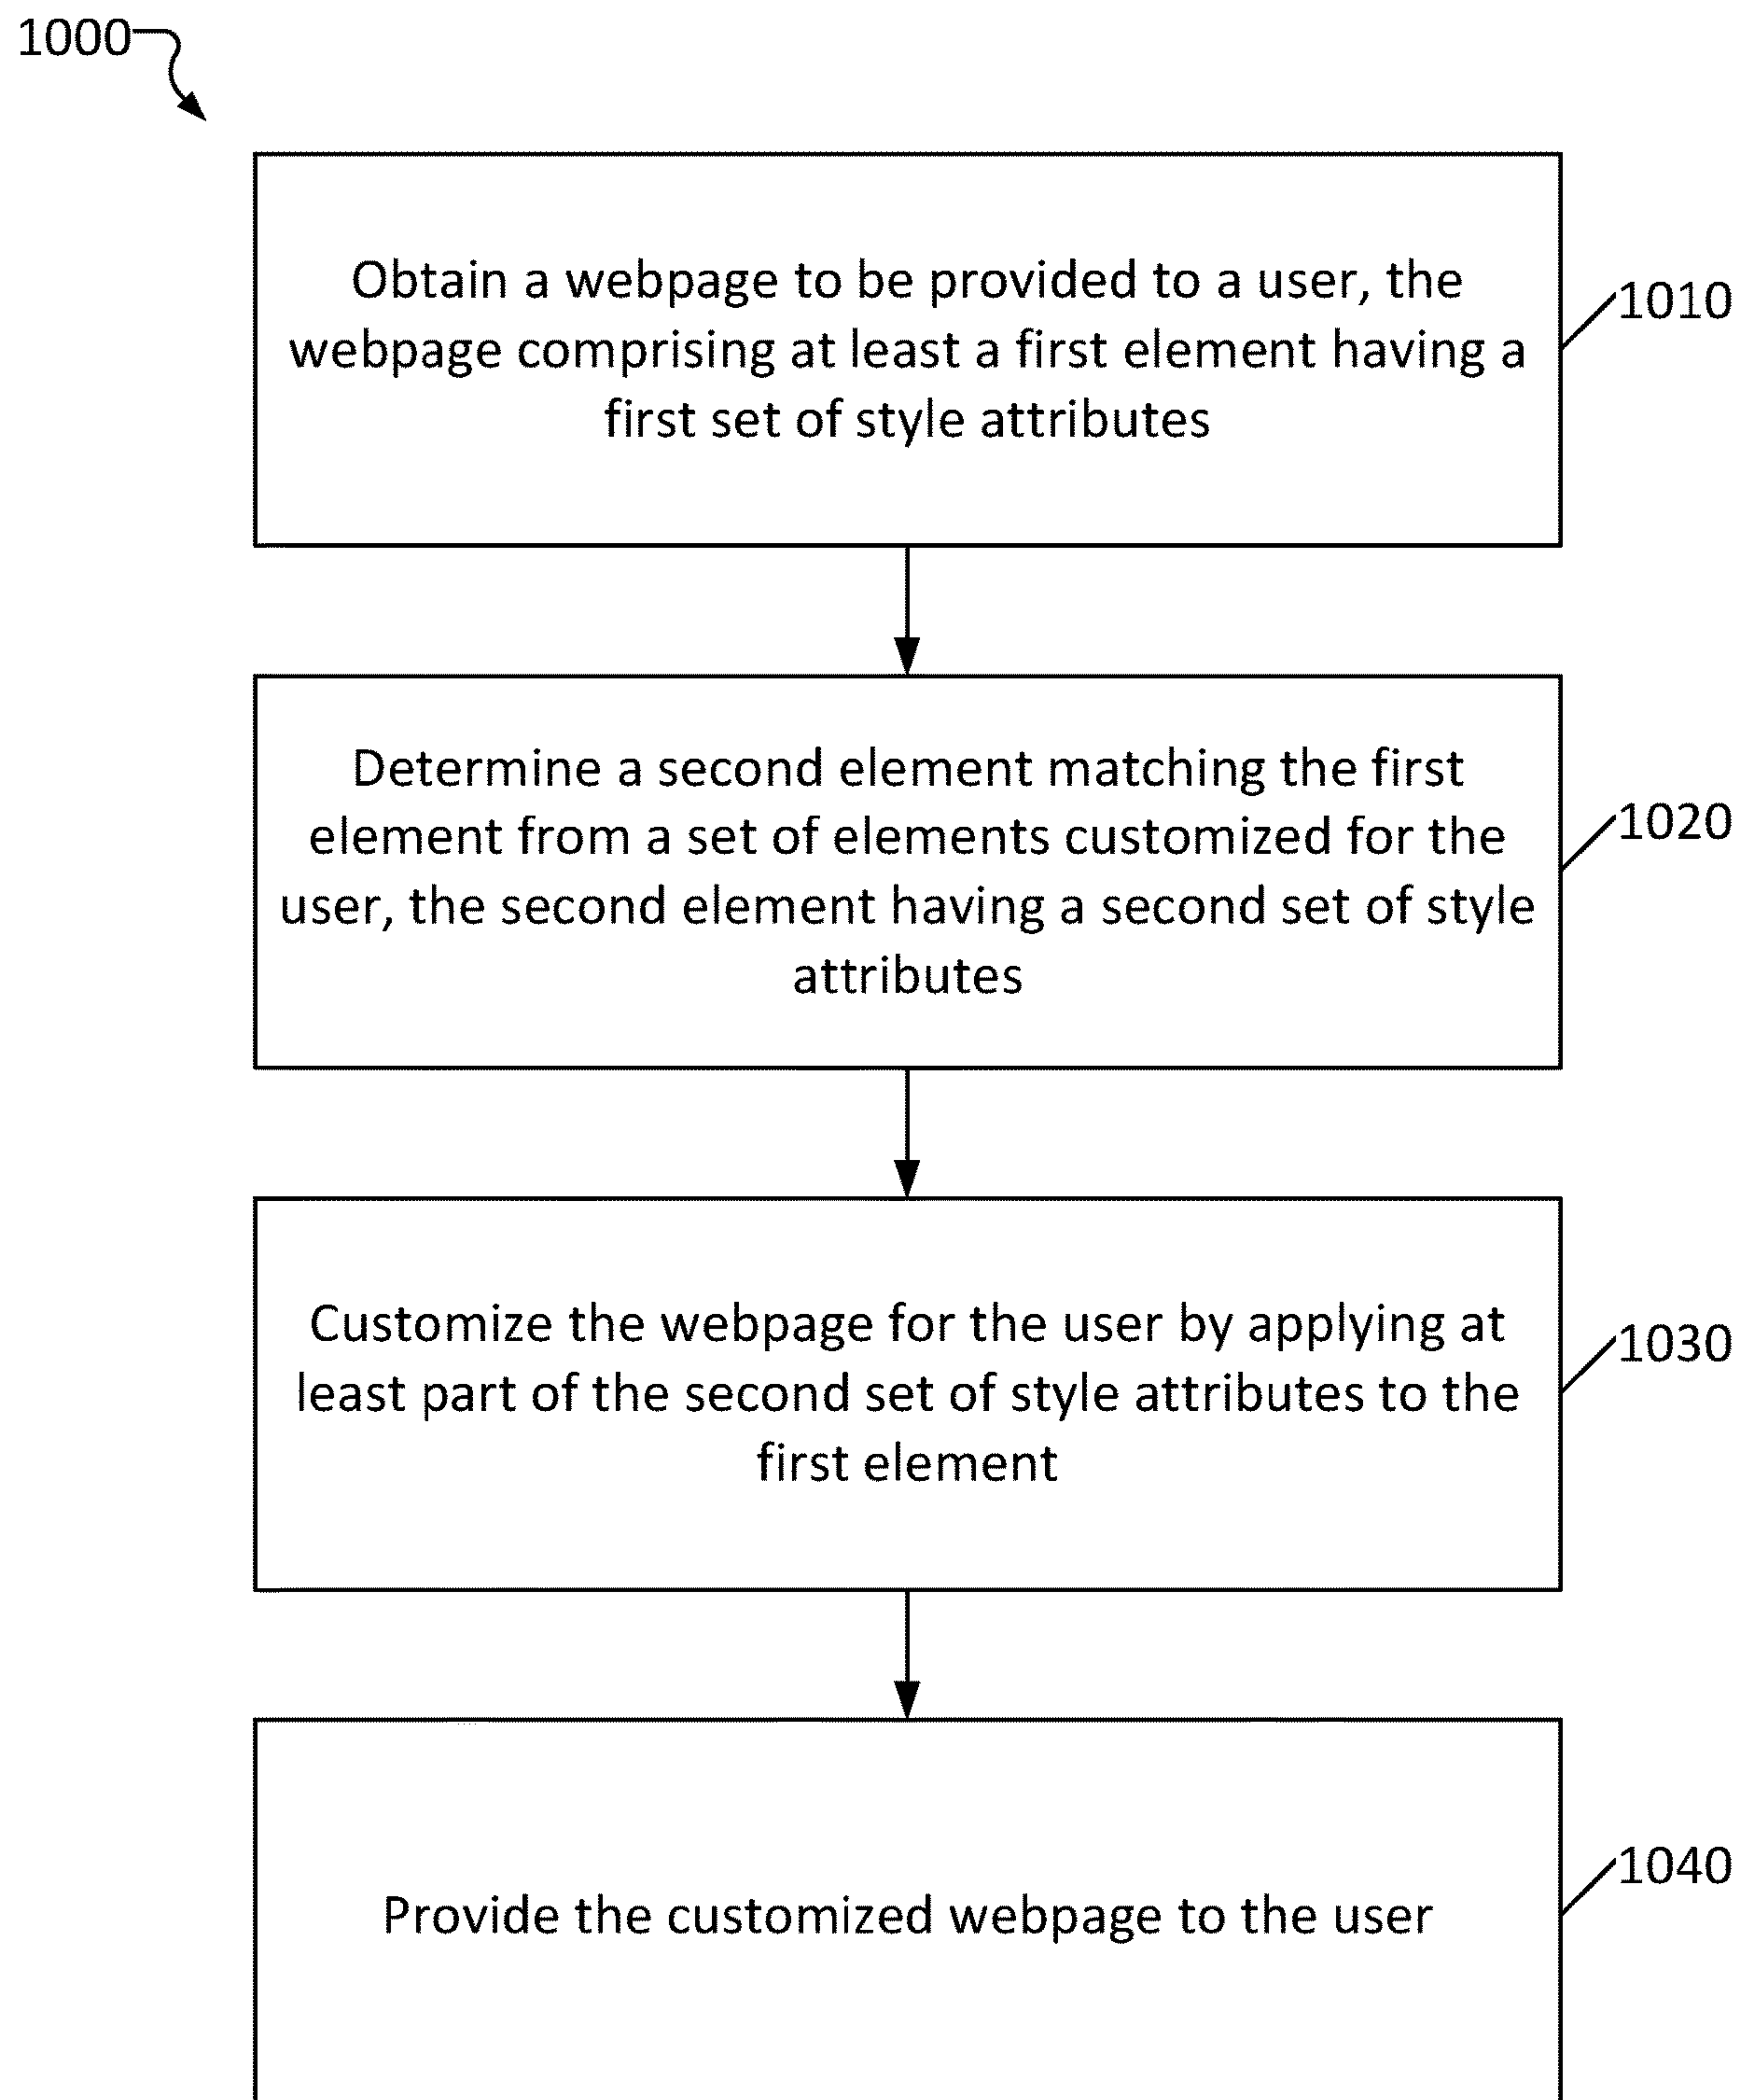 1000
Obtain a webpage to be provided to a user, the
webpage comprising at least a first element having a
first set of style attributes
1010
Determine a second element matching the first
element from a set of elements customized for the
user, the second element having a second set of style
attributes
1020
Customize the webpage for the user by applying at
least part of the second set of style attributes to the
first element
1030
Provide the customized webpage to the user
1040